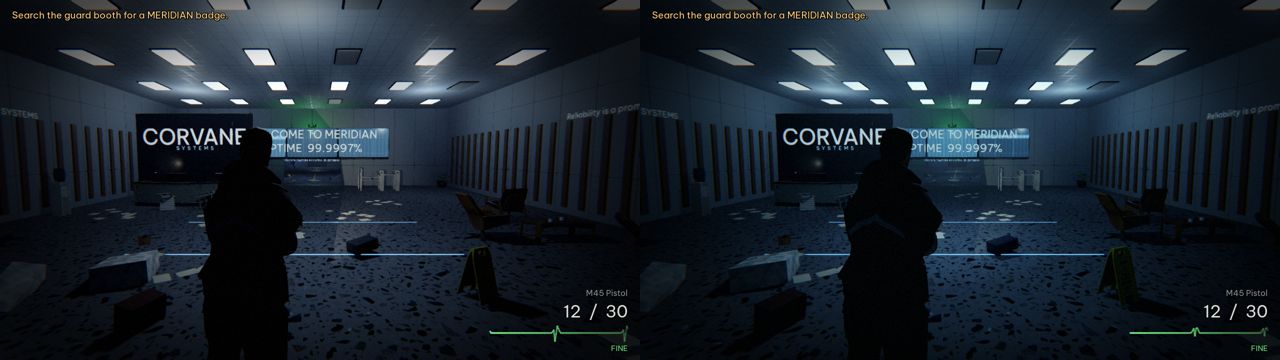 Search the guard booth for a MERIDIAN badge.
SYSTEMS
Reliability is a prom
CORVANE
SYSTEMS
COME TO MERIDIAN
PTIME 99.9997%
M45 Pistol
12 / 30
FINE
Search the guard booth for a MERIDIAN badge.
SYSTEMS
Reliability is a prom
CORVANE
SYSTEMS
COME TO MERIDIAN
PTIME 99.9997%
M45 Pistol
12 / 30
FINE